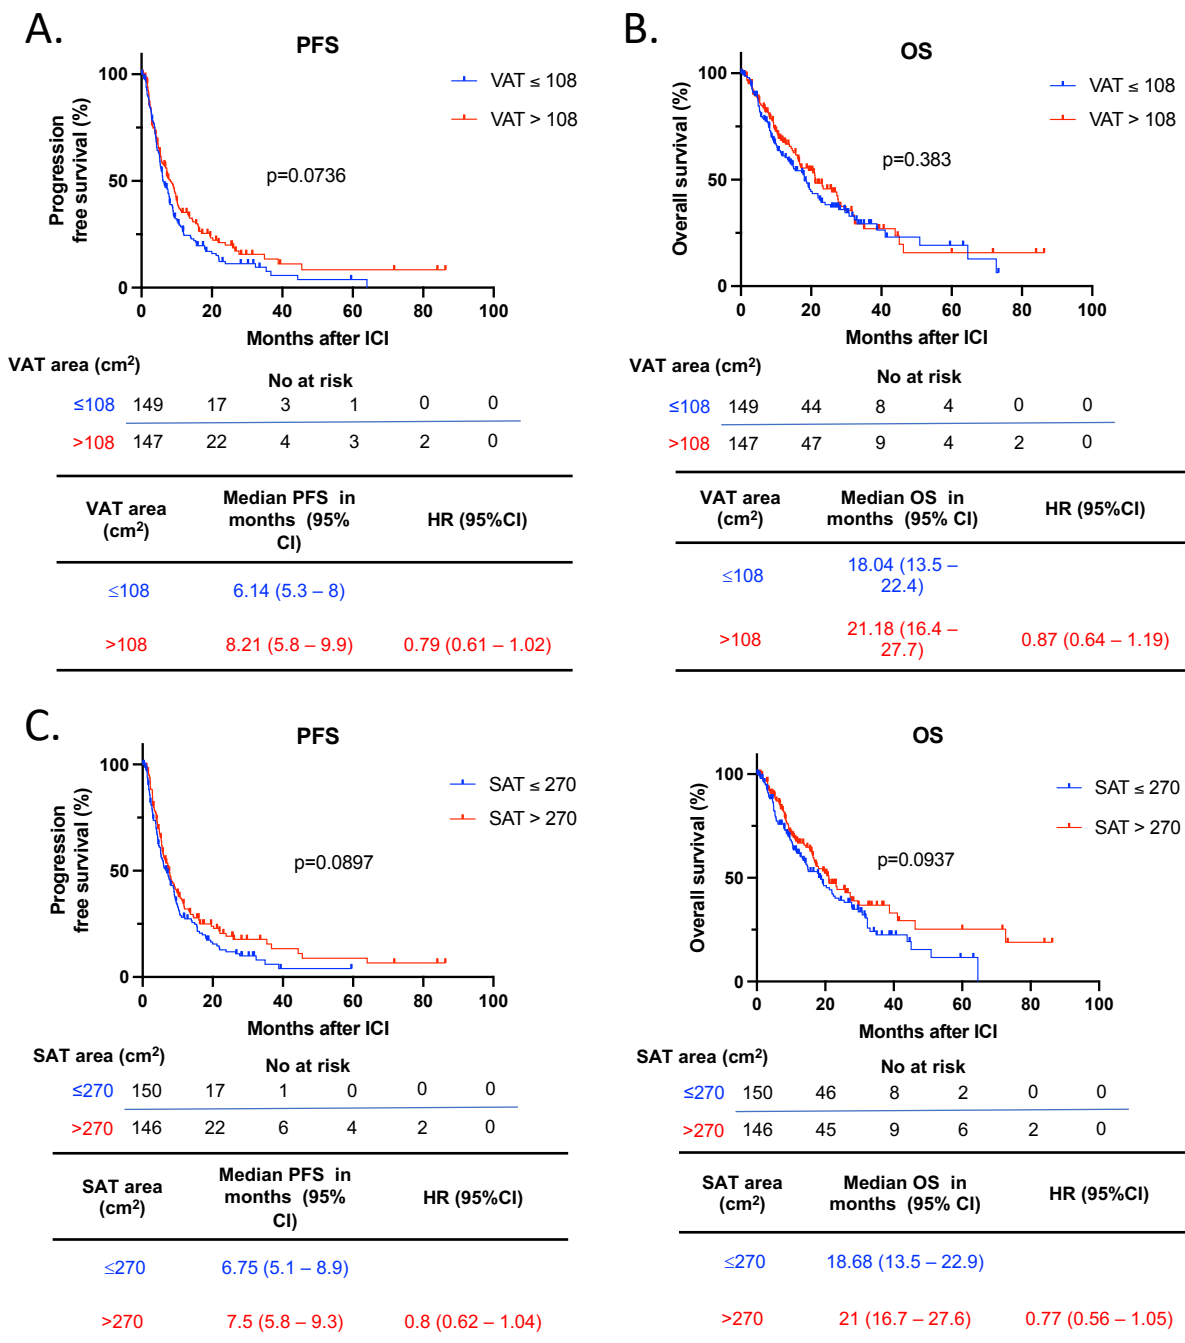 A.
PFS
Progression
free survival (%)
100
50
0
VAT ≤ 108
VAT > 108
p=0.0736
0 20 40 60 80 100
Months after ICI
VAT area (cm²)
No at risk
≤108 149 17 3 1 0 0
>108 147 22 4 3 2 0
VAT area
(cm²)
Median PFS in
months (95%
CI)
HR (95%CI)
≤108 6.14 (5.3 – 8)
>108 8.21 (5.8 – 9.9) 0.79 (0.61 – 1.02)
B.
OS
Overall survival (%)
100
50
0
VAT ≤ 108
VAT > 108
p=0.383
0 20 40 60 80 100
Months after ICI
VAT area (cm²)
No at risk
≤108 149 44 8 4 0 0
>108 147 47 9 4 2 0
VAT area
(cm²)
Median OS in
months (95% CI)
HR (95%CI)
≤108
18.04 (13.5 –
22.4)
>108
21.18 (16.4 –
27.7)
0.87 (0.64 – 1.19)
C.
PFS
Progression
free survival (%)
100
50
0
SAT ≤ 270
SAT > 270
p=0.0897
0 20 40 60 80 100
Months after ICI
SAT area (cm²)
No at risk
≤270 150 17 1 0 0 0
>270 146 22 6 4 2 0
SAT area
(cm²)
Median PFS in
months (95%
CI)
HR (95%CI)
≤270 6.75 (5.1 – 8.9)
>270 7.5 (5.8 – 9.3) 0.8 (0.62 – 1.04)
OS
Overall survival (%)
100
50
0
SAT ≤ 270
SAT > 270
p=0.0937
0 20 40 60 80 100
Months after ICI
SAT area (cm²)
No at risk
≤270 150 46 8 2 0 0
>270 146 45 9 6 2 0
SAT area
(cm²)
Median OS in
months (95% CI)
HR (95%CI)
≤270 18.68 (13.5 – 22.9)
>270 21 (16.7 – 27.6) 0.77 (0.56 – 1.05)